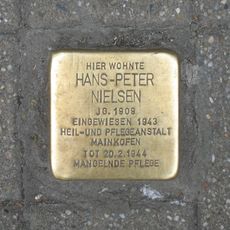 HIER WOHNTE
HANS-PETER
NIELSEN
JG. 1909
EINGEWIESEN 1943
HEIL-UND PFLEGEANSTALT
MAINKOFEN
TOT 20.2.1944
MANGELNDE PFLEGE